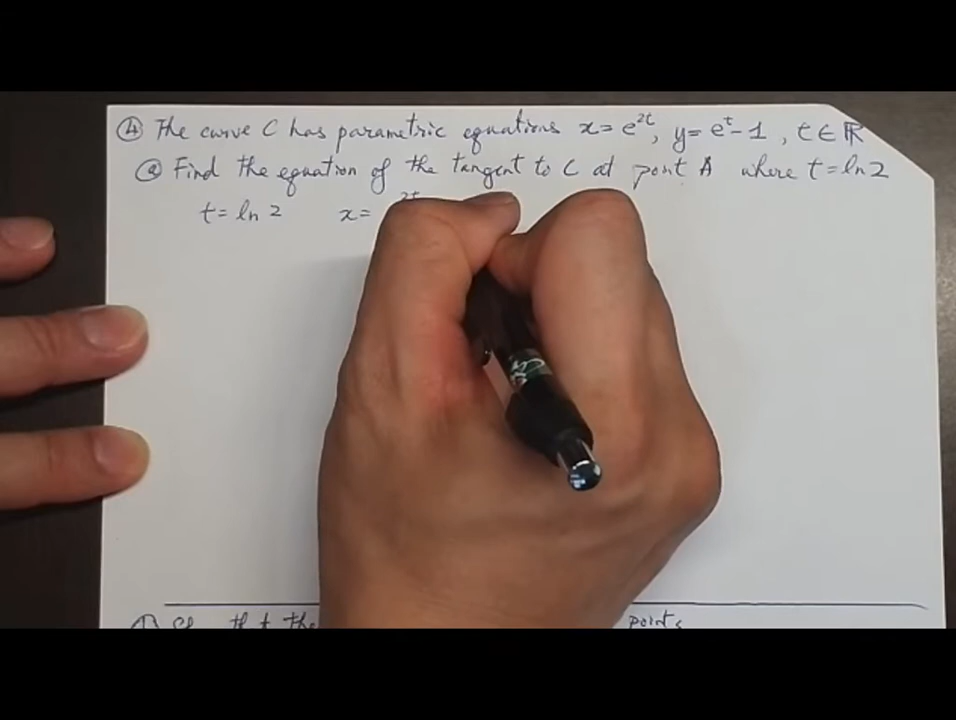 ④ The curve C has parametric equations x = e^{2t}, y = e^t - 1, t ∈ ℝ
ⓐ Find the equation of the tangent to C at point A where t = ln 2
t = ln 2 x =
the points